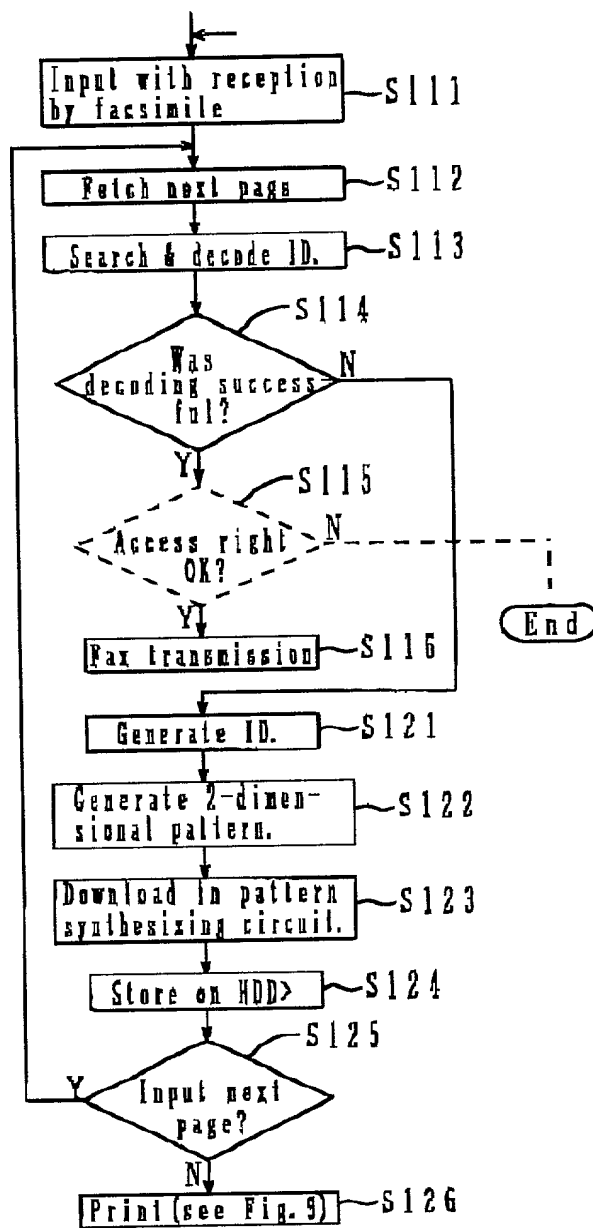 Input with reception
by facsimile
S111
Fetch next page
S112
Search & decode ID.
S113
S114
Was
decoding success-
ful?
N
Y
S115
Access right
OK?
N
Y
End
Fax transmission
S116
Generate ID.
S121
Generate 2-dimen-
sional pattern.
S122
Download in pattern
synthesizing circuit.
S123
Store on HDD>
S124
S125
Input next
page?
Y
N
Print(see Fig. 9)
S126